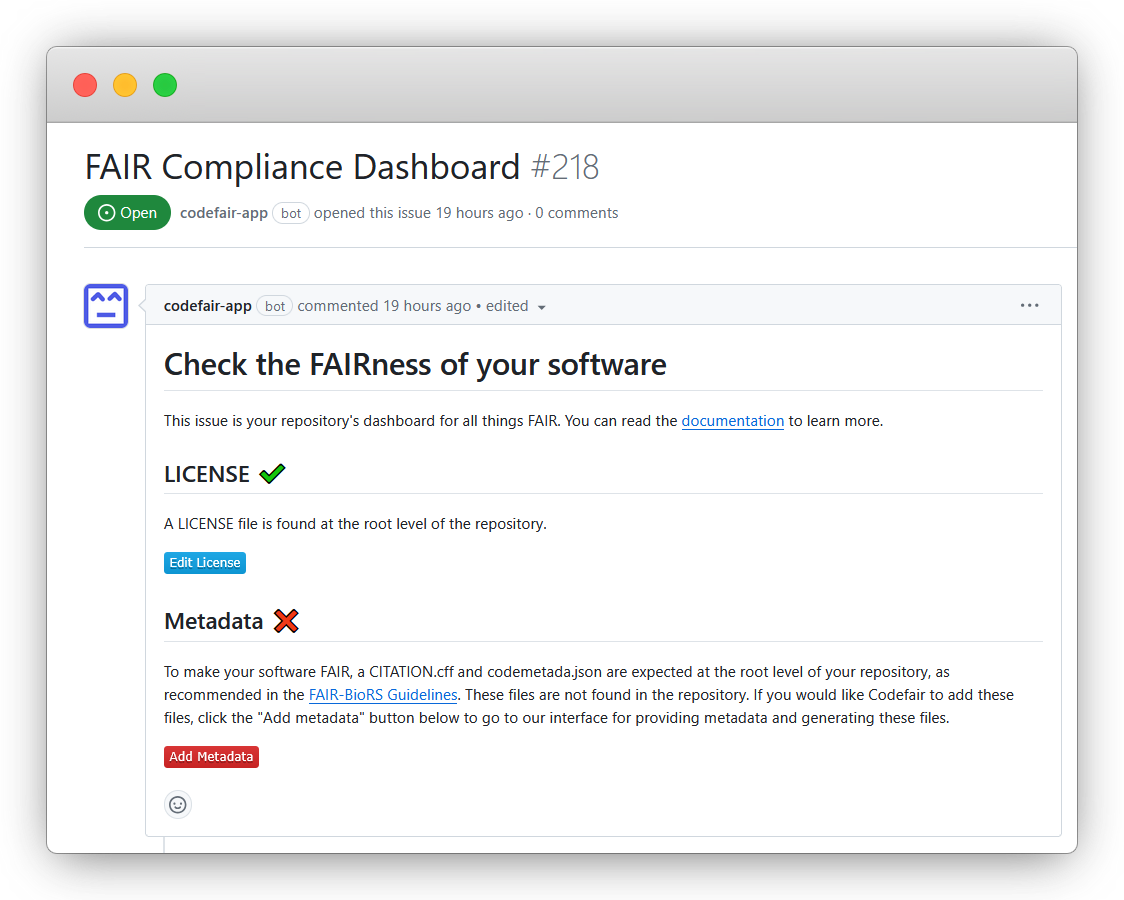 FAIR Compliance Dashboard #218
Open codefair-app bot opened this issue 19 hours ago · 0 comments
codefair-app bot commented 19 hours ago • edited
Check the FAIRness of your software
This issue is your repository's dashboard for all things FAIR. You can read the documentation to learn more.
LICENSE ✔
A LICENSE file is found at the root level of the repository.
Edit License
Metadata ❌
To make your software FAIR, a CITATION.cff and codemetada.json are expected at the root level of your repository, as
recommended in the FAIR-BioRS Guidelines. These files are not found in the repository. If you would like Codefair to add these
files, click the "Add metadata" button below to go to our interface for providing metadata and generating these files.
Add Metadata